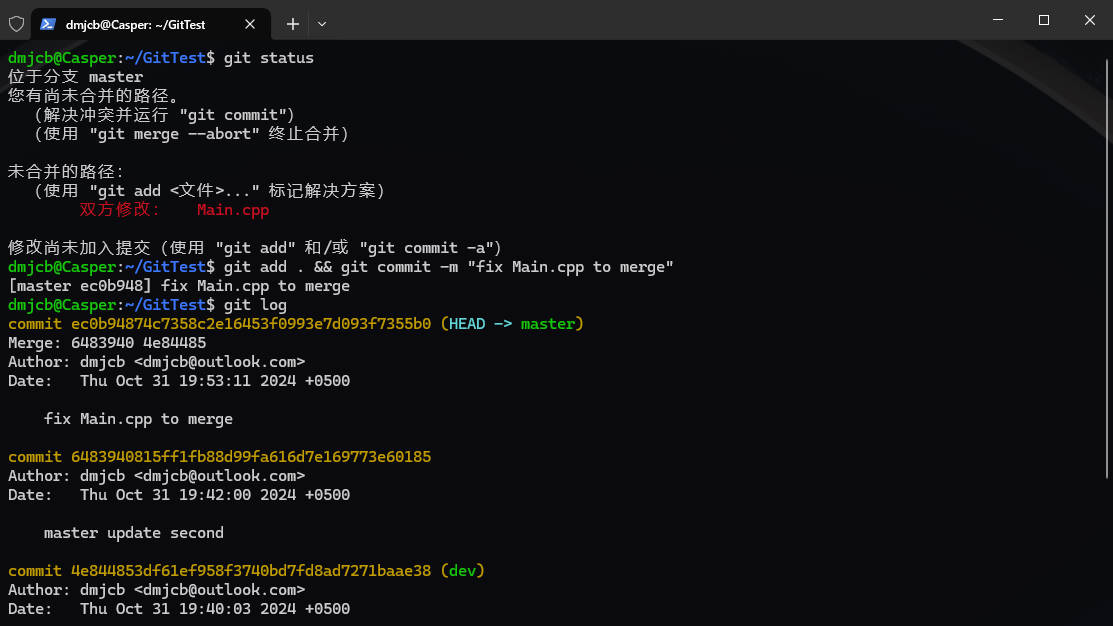 dmjcb@Casper: ~/GitTest
dmjcb@Casper:~/GitTest$ git status
位于分支 master
您有尚未合并的路径。
  （解决冲突并运行 "git commit"）
  （使用 "git merge --abort" 终止合并）
未合并的路径：
  （使用 "git add <文件>..." 标记解决方案）
        双方修改：   Main.cpp
修改尚未加入提交（使用 "git add" 和/或 "git commit -a"）
dmjcb@Casper:~/GitTest$ git add . && git commit -m "fix Main.cpp to merge"
[master ec0b948] fix Main.cpp to merge
dmjcb@Casper:~/GitTest$ git log
commit ec0b94874c7358c2e16453f0993e7d093f7355b0 (HEAD -> master)
Merge: 6483940 4e84485
Author: dmjcb <dmjcb@outlook.com>
Date:   Thu Oct 31 19:53:11 2024 +0500
    fix Main.cpp to merge
commit 6483940815ff1fb88d99fa616d7e169773e60185
Author: dmjcb <dmjcb@outlook.com>
Date:   Thu Oct 31 19:42:00 2024 +0500
    master update second
commit 4e844853df61ef958f3740bd7fd8ad7271baae38 (dev)
Author: dmjcb <dmjcb@outlook.com>
Date:   Thu Oct 31 19:40:03 2024 +0500